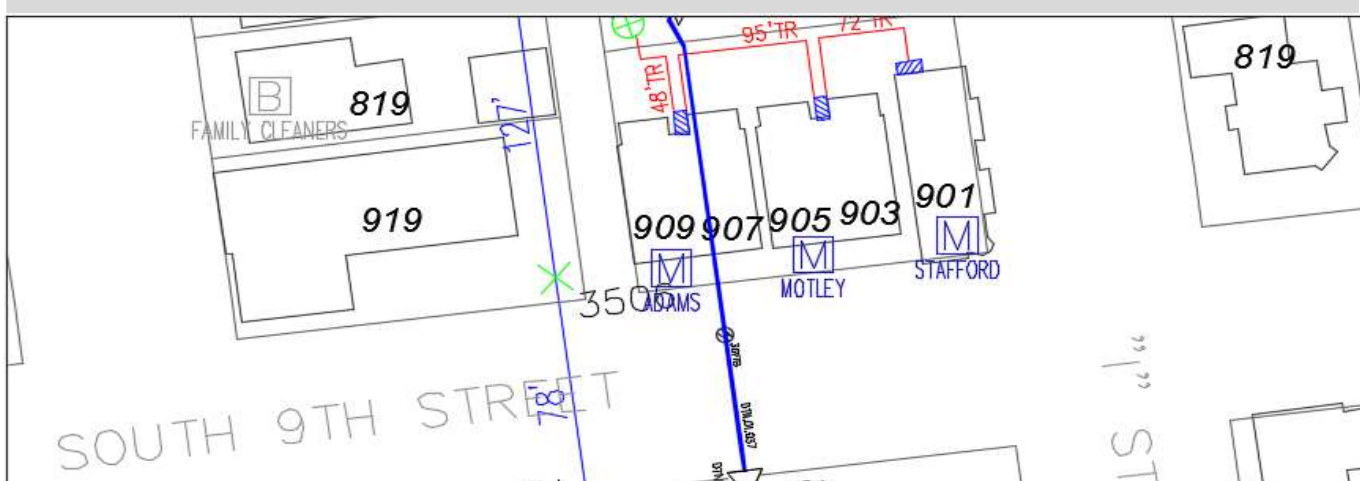 95'TR
72'TR
48'TR
B
FAMILY CLEANERS
819
127'
819
919
909
907
905
903
901
M
ADAMS
M
MOTLEY
M
STAFFORD
3506
SOUTH 9TH STREET
78'
"I" ST